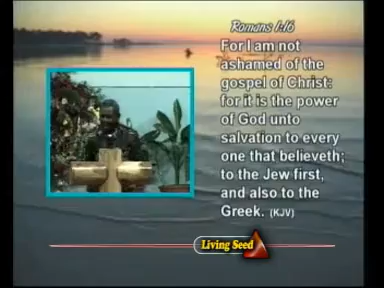 Romans 1:16
For I am not
ashamed of the
gospel of Christ:
for it is the power
of God unto
salvation to every
one that believeth;
to the Jew first,
and also to the
Greek. (KJV)
Living Seed